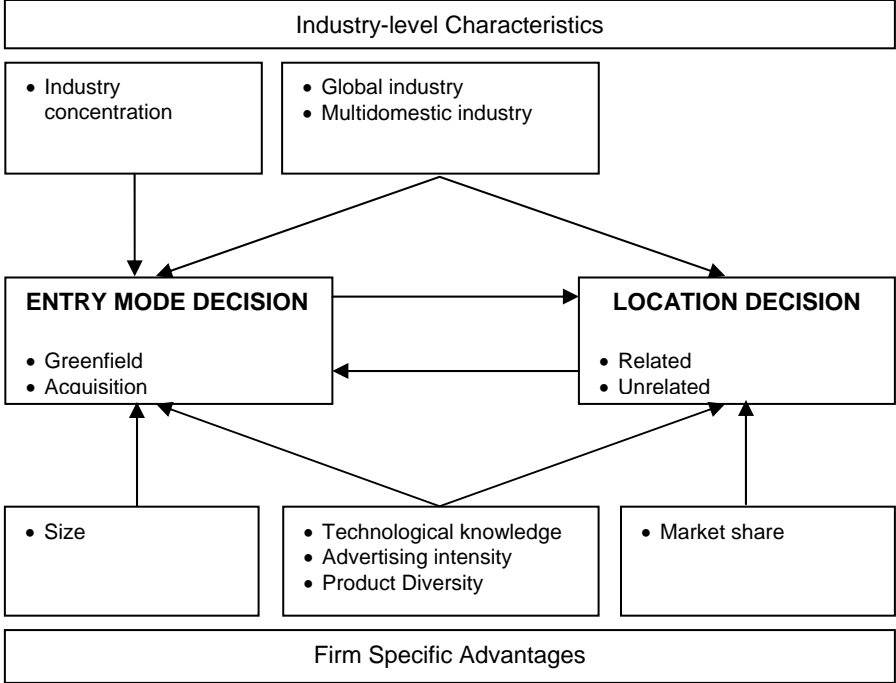 Industry-level Characteristics
• Industry
concentration
• Global industry
• Multidomestic industry
ENTRY MODE DECISION
• Greenfield
• Acquisition
LOCATION DECISION
• Related
• Unrelated
• Size
• Technological knowledge
• Advertising intensity
• Product Diversity
• Market share
Firm Specific Advantages